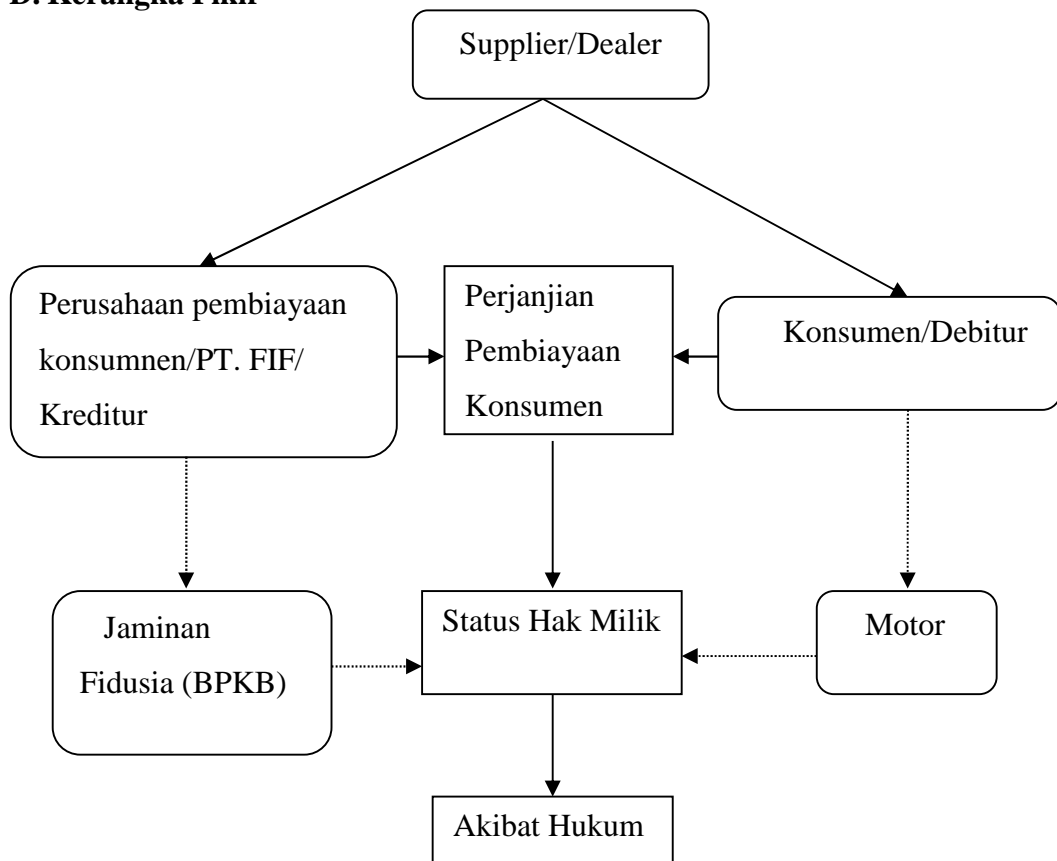 D. Kerangka Pikir
Supplier/Dealer
Perusahaan pembiayaan
konsumnen/PT. FIF/
Kreditur
Perjanjian
Pembiayaan
Konsumen
Konsumen/Debitur
Jaminan
Fidusia (BPKB)
Status Hak Milik
Motor
Akibat Hukum